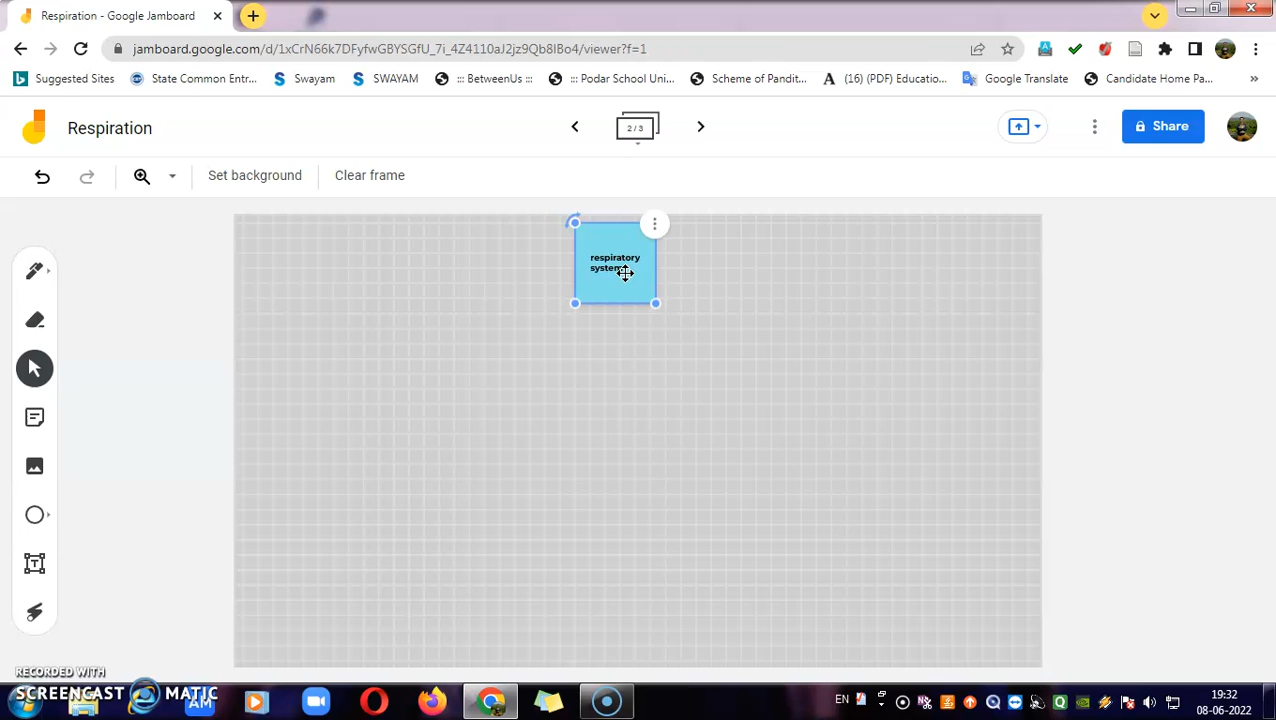 Respiration - Google Jamboard
jamboard.google.com/d/1xCrN66k7DFyfwGBYSGfU_7i_4Z4110aJ2jz9Qb8IBo4/viewer?f=1
Suggested Sites
State Common Entr...
Swayam
SWAYAM
::: BetweenUs :::
::: Podar School Uni...
Scheme of Pandit...
(16) (PDF) Educatio...
Google Translate
Candidate Home Pa...
»
Respiration
2 / 3
Share
Set background
Clear frame
respiratory
system
RECORDED WITH
SCREENCAST MATIC
AM
EN
19:32
08-06-2022